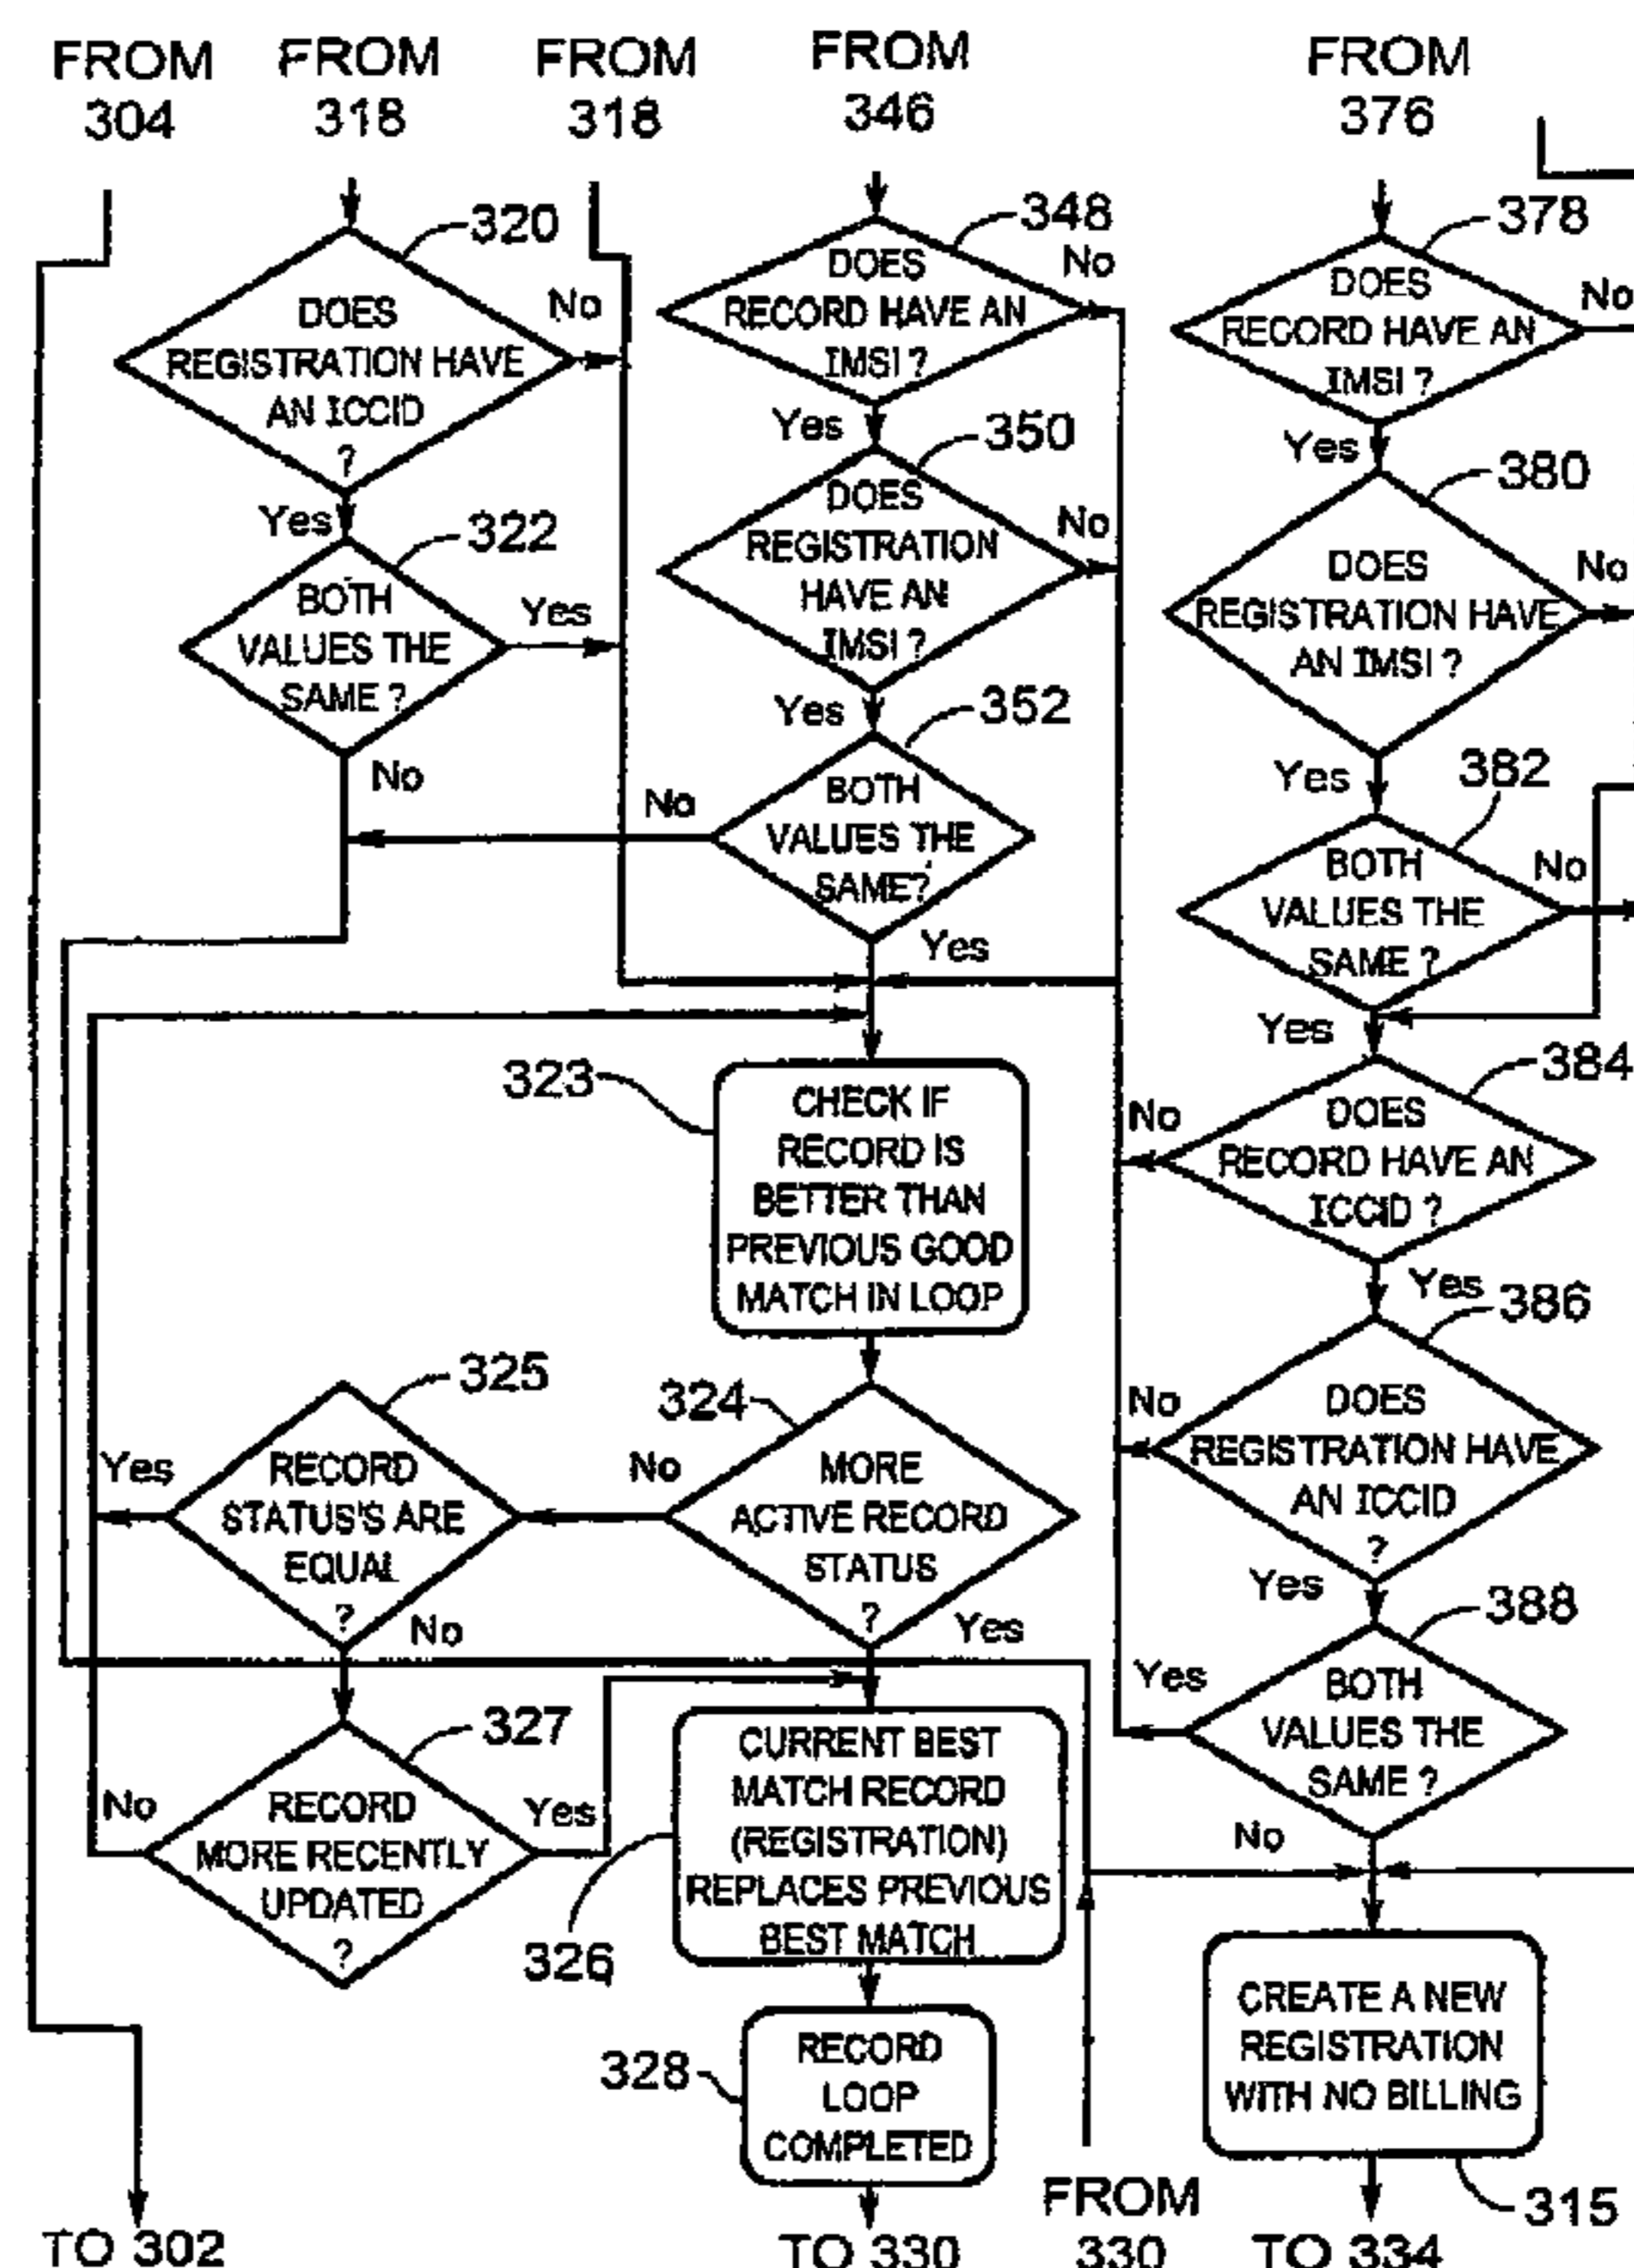 FROM 304
FROM 318
FROM 318
FROM 346
FROM 376
320
DOES
REGISTRATION HAVE
AN ICCID
?
No
Yes
322
BOTH
VALUES THE
SAME ?
Yes
No
348
DOES
RECORD HAVE AN
IMSI ?
No
Yes
350
DOES
REGISTRATION
HAVE AN
IMSI ?
No
Yes
352
BOTH
VALUES THE
SAME?
No
Yes
378
DOES
RECORD HAVE AN
IMSI ?
No
Yes
380
DOES
REGISTRATION HAVE
AN IMSI ?
No
Yes
382
BOTH
VALUES THE
SAME ?
No
Yes
323
CHECK IF
RECORD IS
BETTER THAN
PREVIOUS GOOD
MATCH IN LOOP
384
DOES
RECORD HAVE AN
ICCID ?
No
Yes
325
RECORD
STATUS'S ARE
EQUAL
?
Yes
No
324
MORE
ACTIVE RECORD
STATUS
?
No
Yes
386
DOES
REGISTRATION HAVE
AN ICCID
?
No
Yes
388
BOTH
VALUES THE
SAME ?
Yes
No
327
RECORD
MORE RECENTLY
UPDATED
?
No
Yes
326
CURRENT BEST
MATCH RECORD
(REGISTRATION)
REPLACES PREVIOUS
BEST MATCH
328
RECORD
LOOP
COMPLETED
CREATE A NEW
REGISTRATION
WITH NO BILLING
315
TO 302
TO 330
FROM
330
TO 334